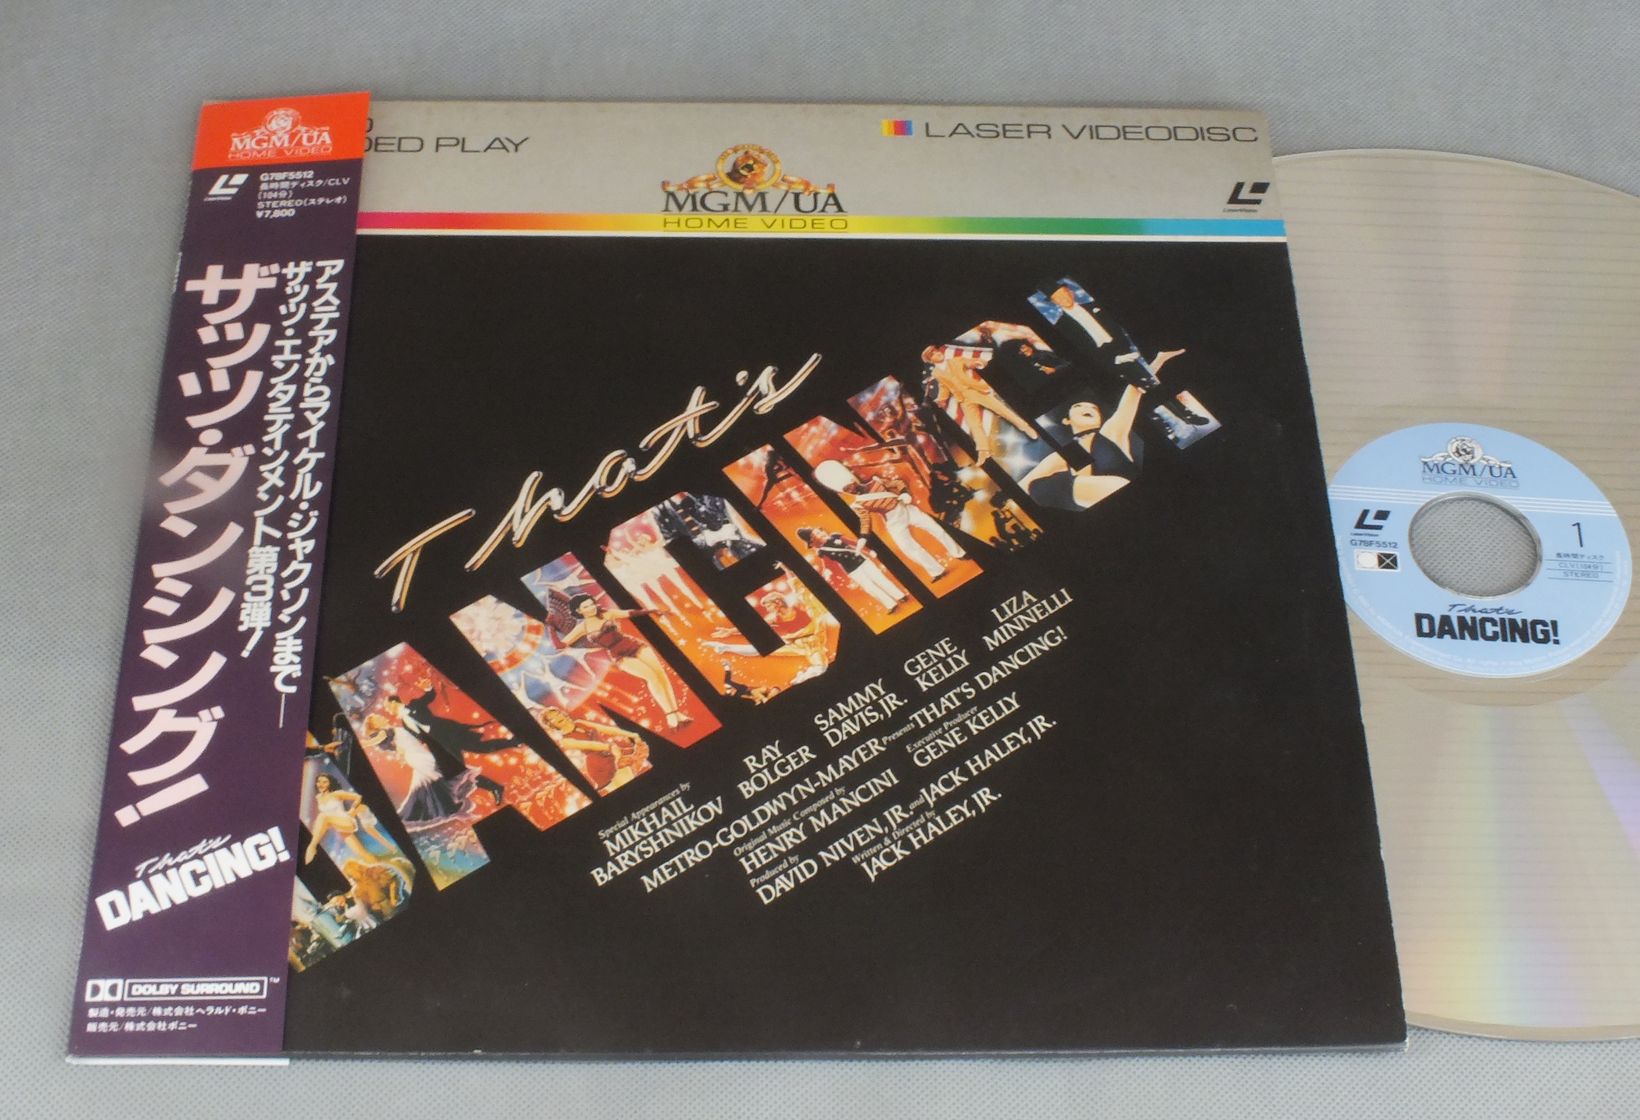 MGM/UA
HOME VIDEO
LaserVision
G78F5512
長時間ディスク/CLV
(104分)
STEREO(ステレオ)
¥7,800
アステアからマイケル・ジャクソンまで—
ザッツ・エンタテインメント第3弾!
ザッツ・ダンシング!
That's
DANCING!
DOLBY SURROUND™
製造・発売元/株式会社ヘラルド・ポニー
販売元/株式会社ポニー
DED PLAY
LASER VIDEODISC
MGM/UA
HOME VIDEO
LaserVision
That's
DANCING!
Special Appearances by
MIKHAIL BARYSHNIKOV
RAY BOLGER
SAMMY DAVIS, JR.
GENE KELLY
LIZA MINNELLI
METRO-GOLDWYN-MAYER Presents THAT'S DANCING!
Original Music Composed by
HENRY MANCINI
Executive Producer
GENE KELLY
Produced by
DAVID NIVEN, JR. and JACK HALEY, JR.
Written & Directed by
JACK HALEY, JR.
MGM/UA
HOME VIDEO
LaserVision
G78F5512
1
長時間ディスク
CLV(104分)
STEREO
That's
DANCING!